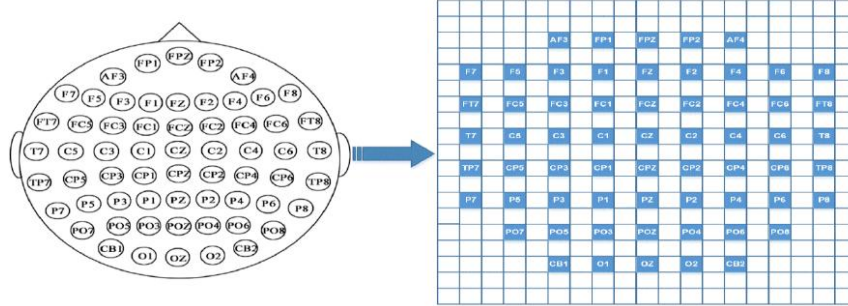 FP1 FPZ FP2
AF3 AF4
F7 F5 F3 F1 FZ F2 F4 F6 F8
FT7 FC5 FC3 FC1 FCZ FC2 FC4 FC6 FT8
T7 C5 C3 C1 CZ C2 C4 C6 T8
TP7 CP5 CP3 CP1 CPZ CP2 CP4 CP6 TP8
P7 P5 P3 P1 PZ P2 P4 P6 P8
PO7 PO5 PO3 POZ PO4 PO6 PO8
CB1 O1 OZ O2 CB2
AF3 FP1 FPZ FP2 AF4
F7 F5 F3 F1 FZ F2 F4 F6 F8
FT7 FC5 FC3 FC1 FCZ FC2 FC4 FC6 FT8
T7 C5 C3 C1 CZ C2 C4 C6 T8
TP7 CP5 CP3 CP1 CPZ CP2 CP4 CP6 TP8
P7 P5 P3 P1 PZ P2 P4 P6 P8
PO7 PO5 PO3 POZ PO4 PO6 PO8
CB1 O1 OZ O2 CB2